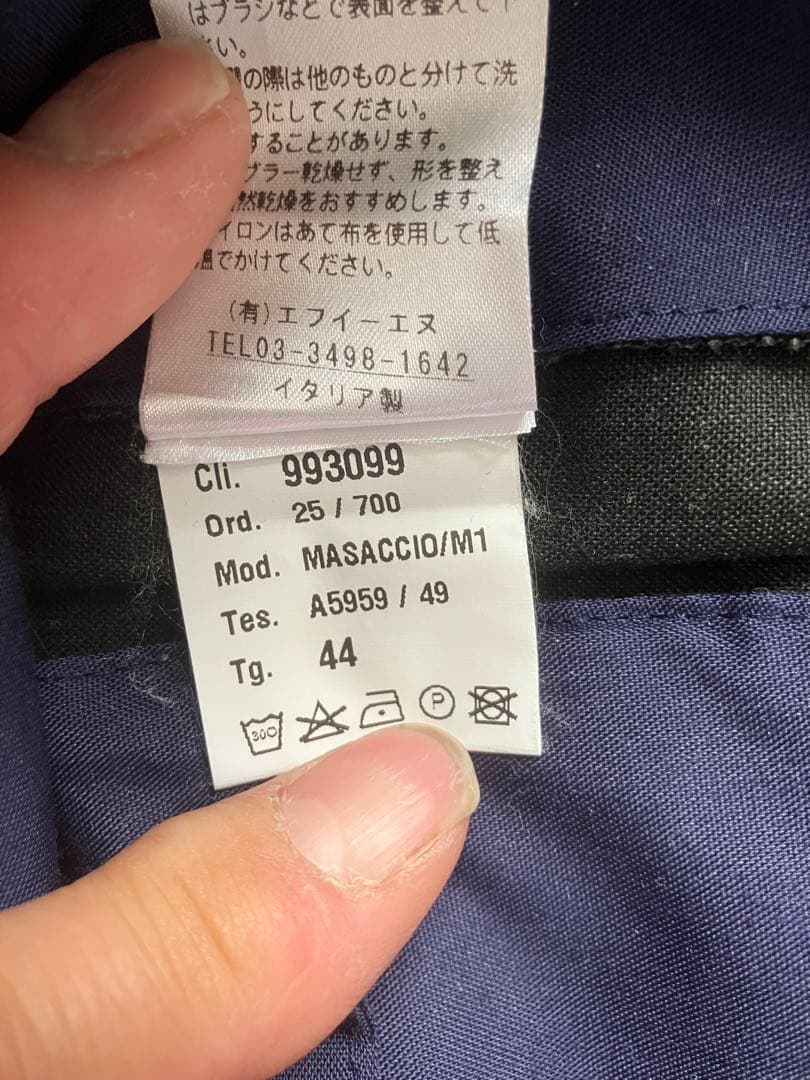 はブラシなどで表面を整えて下
い。
の際は他のものと分けて洗
うにしてください。
することがあります。
ブラー乾燥せず、形を整え
然乾燥をおすすめします。
イロンはあて布を使用して低
温でかけてください。
(有)エフイーエヌ
TEL03-3498-1642
イタリア製
Cli. 993099
Ord. 25 / 700
Mod. MASACCIO/M1
Tes. A5959 / 49
Tg. 44
30°
P